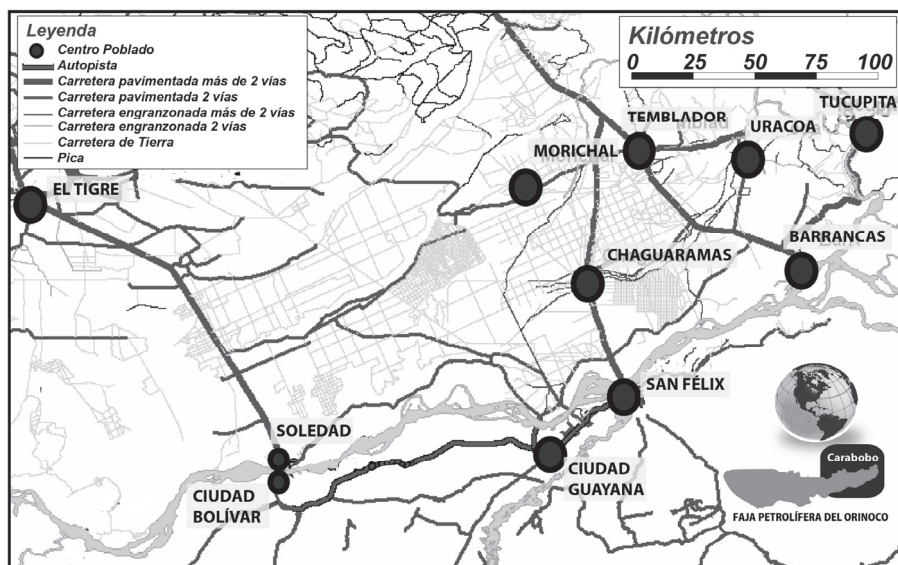 Leyenda
Centro Poblado
Autopista
Carretera pavimentada más de 2 vías
Carretera pavimentada 2 vías
Carretera engranzonada más de 2 vías
Carretera engranzonada 2 vías
Carretera de Tierra
Pica
Kilómetros
0 25 50 75 100
TUCUPITA
TEMBLADOR
URACOA
MORICHAL
EL TIGRE
BARRANCAS
CHAGUARAMAS
SAN FÉLIX
SOLEDAD
CIUDAD
GUAYANA
CIUDAD
BOLÍVAR
Carabobo
FAJA PETROLÍFERA DEL ORINOCO